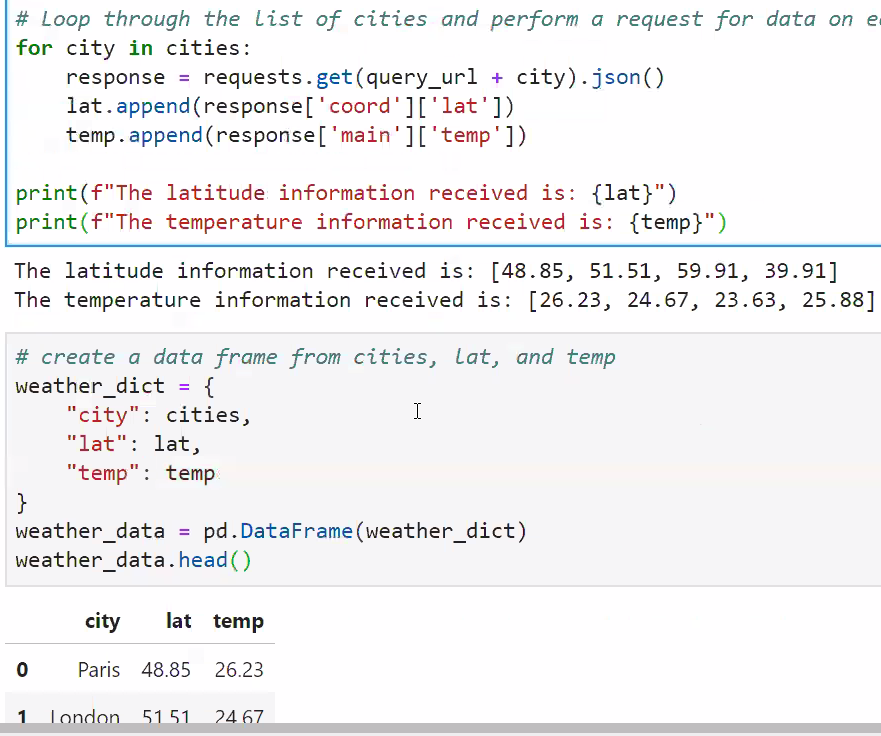 # Loop through the list of cities and perform a request for data on
for city in cities:
    response = requests.get(query_url + city).json()
    lat.append(response['coord']['lat'])
    temp.append(response['main']['temp'])
print(f"The latitude information received is: {lat}")
print(f"The temperature information received is: {temp}")
The latitude information received is: [48.85, 51.51, 59.91, 39.91]
The temperature information received is: [26.23, 24.67, 23.63, 25.88]
# create a data frame from cities, lat, and temp
weather_dict = {
    "city": cities,
    "lat": lat,
    "temp": temp
}
weather_data = pd.DataFrame(weather_dict)
weather_data.head()
city lat temp
0 Paris 48.85 26.23
1 London 51.51 24.67